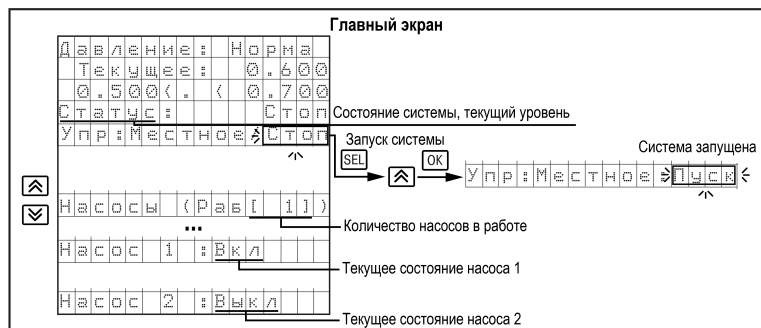 Главный экран
Давление: Норма
Текущее: 0.600
0.500< . < 0.700
Статус: Стоп
Состояние системы, текущий уровень
Упр:Местное Стоп
Запуск системы
SEL
OK
Система запущена
Упр:Местное:Пуск
Насосы (Раб[ 1])
Количество насосов в работе
...
Насос 1 :Вкл
Текущее состояние насоса 1
Насос 2 :Выкл
Текущее состояние насоса 2